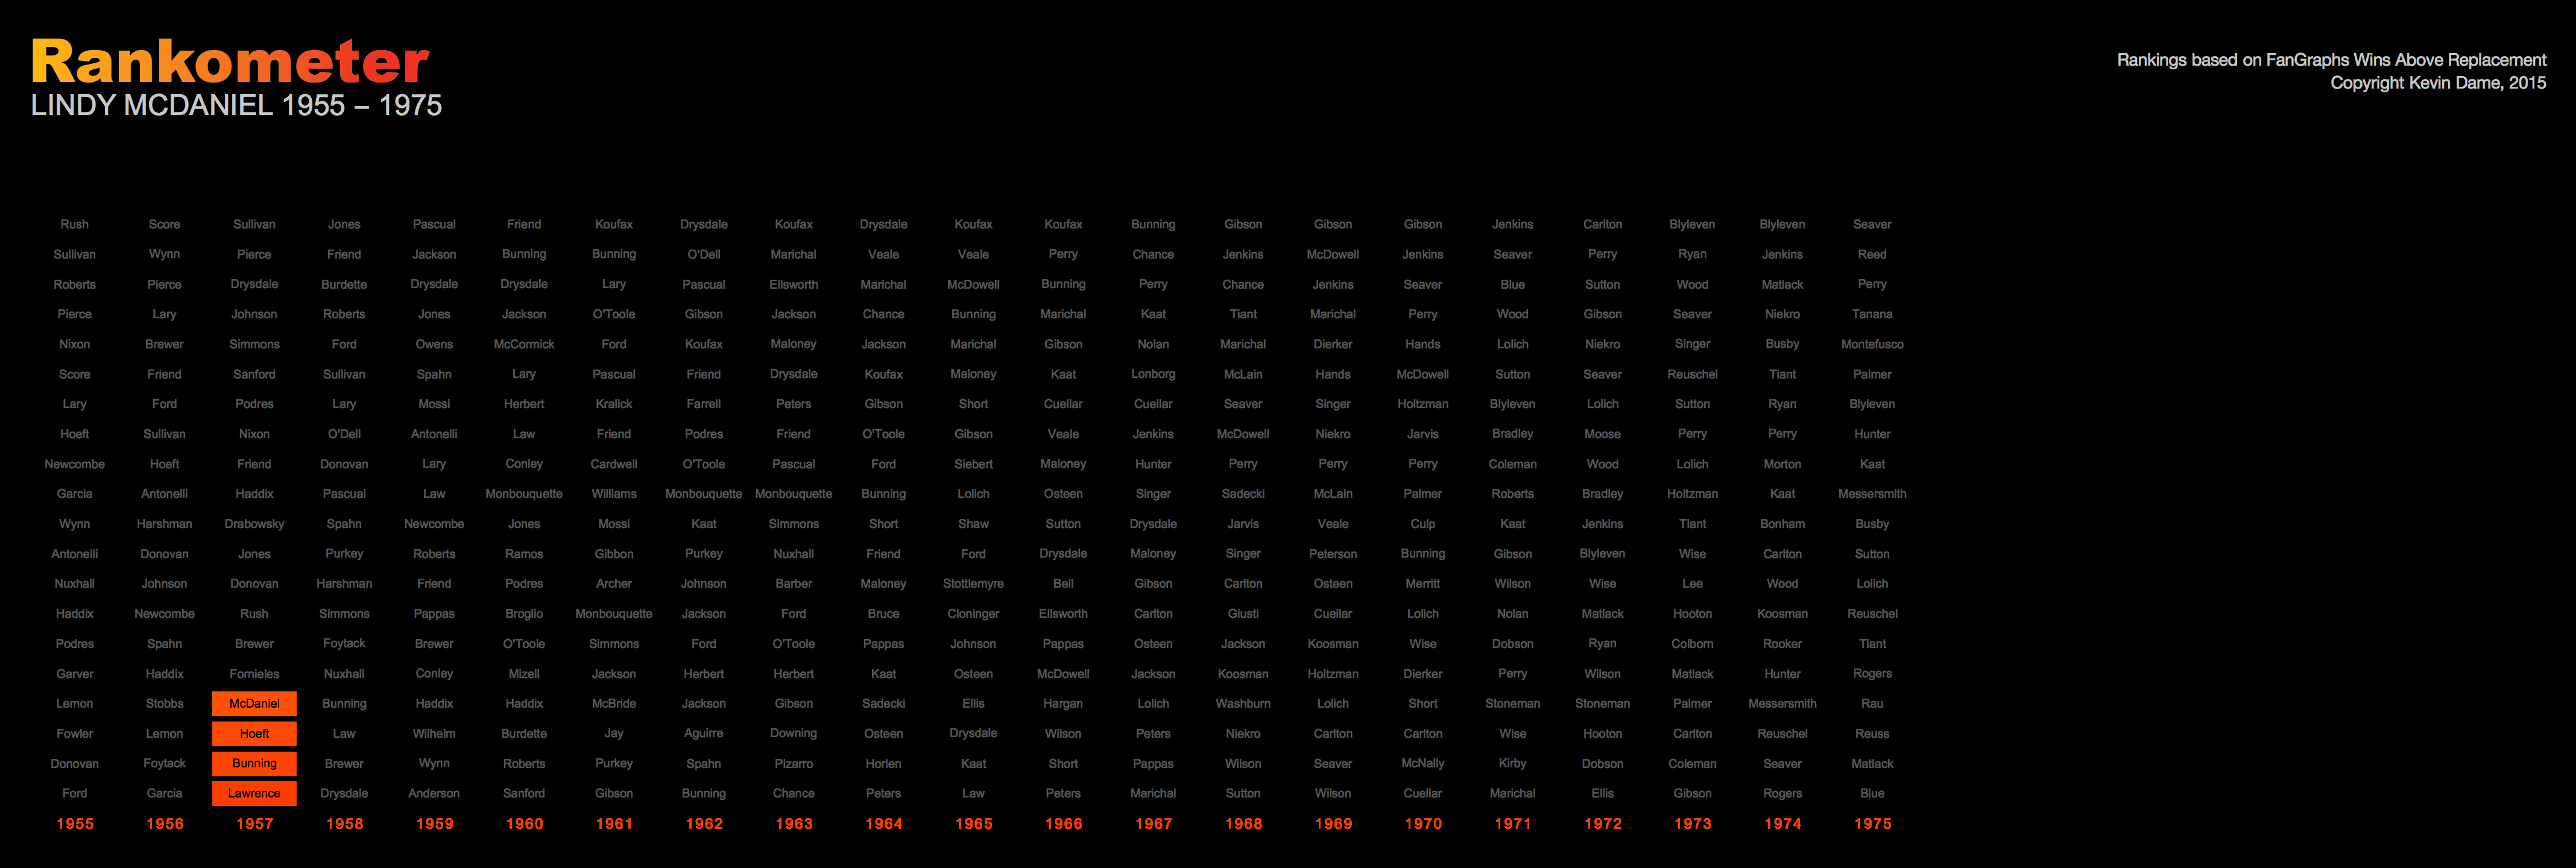 Rankometer
LINDY MCDANIEL 1955 – 1975
Rankings based on FanGraphs Wins Above Replacement
Copyright Kevin Dame, 2015
Rush Score Sullivan Jones Pascual Friend Koufax Drysdale Koufax Drysdale Koufax Koufax Bunning Gibson Gibson Gibson Jenkins Carlton Blyleven Blyleven Seaver
Sullivan Wynn Pierce Friend Jackson Bunning Bunning O'Dell Marichal Veale Veale Perry Chance Jenkins McDowell Jenkins Seaver Perry Ryan Jenkins Reed
Roberts Pierce Drysdale Burdette Drysdale Drysdale Lary Pascual Ellsworth Marichal McDowell Bunning Perry Chance Jenkins Seaver Blue Sutton Wood Matlack Perry
Pierce Lary Johnson Roberts Jones Jackson O'Toole Gibson Jackson Chance Bunning Marichal Kaat Tiant Marichal Perry Wood Gibson Seaver Niekro Tanana
Nixon Brewer Simmons Ford Owens McCormick Ford Koufax Maloney Jackson Marichal Gibson Nolan Marichal Dierker Hands Lolich Niekro Singer Busby Montefusco
Score Friend Sanford Sullivan Spahn Lary Pascual Friend Drysdale Koufax Maloney Kaat Lonborg McLain Hands McDowell Sutton Seaver Reuschel Tiant Palmer
Lary Ford Podres Lary Mossi Herbert Kralick Farrell Peters Gibson Short Cuellar Cuellar Seaver Singer Holtzman Blyleven Lolich Sutton Ryan Blyleven
Hoeft Sullivan Nixon O'Dell Antonelli Law Friend Podres Friend O'Toole Gibson Veale Jenkins McDowell Niekro Jarvis Bradley Moose Perry Perry Hunter
Newcombe Hoeft Friend Donovan Lary Conley Cardwell O'Toole Pascual Ford Siebert Maloney Hunter Perry Perry Perry Coleman Wood Lolich Morton Kaat
Garcia Antonelli Haddix Pascual Law Monbouquette Williams Monbouquette Monbouquette Bunning Lolich Osteen Singer Sadecki McLain Palmer Roberts Bradley Holtzman Kaat Messersmith
Wynn Harshman Drabowsky Spahn Newcombe Jones Mossi Kaat Simmons Short Shaw Sutton Drysdale Jarvis Veale Culp Kaat Jenkins Tiant Bonham Busby
Antonelli Donovan Jones Purkey Roberts Ramos Gibbon Purkey Nuxhall Friend Ford Drysdale Maloney Singer Peterson Bunning Gibson Blyleven Wise Carlton Sutton
Nuxhall Johnson Donovan Harshman Friend Podres Archer Johnson Barber Maloney Stottlemyre Bell Gibson Carlton Osteen Merritt Wilson Wise Lee Wood Lolich
Haddix Newcombe Rush Simmons Pappas Broglio Monbouquette Jackson Ford Bruce Cloninger Ellsworth Carlton Giusti Cuellar Lolich Nolan Matlack Hooton Koosman Reuschel
Podres Spahn Brewer Foytack Brewer O'Toole Simmons Ford O'Toole Pappas Johnson Pappas Osteen Jackson Koosman Wise Dobson Ryan Colborn Rooker Tiant
Garver Haddix Fornieles Nuxhall Conley Mizell Jackson Herbert Herbert Kaat Osteen McDowell Jackson Koosman Holtzman Dierker Perry Wilson Matlack Hunter Rogers
Lemon Stobbs McDaniel Bunning Haddix Haddix McBride Jackson Gibson Sadecki Ellis Hargan Lolich Washburn Lolich Short Stoneman Stoneman Palmer Messersmith Rau
Fowler Lemon Hoeft Law Wilhelm Burdette Jay Aguirre Downing Osteen Drysdale Wilson Peters Niekro Carlton Carlton Wise Hooton Carlton Reuschel Reuss
Donovan Foytack Bunning Brewer Wynn Roberts Purkey Spahn Pizarro Horlen Kaat Short Pappas Wilson Seaver McNally Kirby Dobson Coleman Seaver Matlack
Ford Garcia Lawrence Drysdale Anderson Sanford Gibson Bunning Chance Peters Law Peters Marichal Sutton Wilson Cuellar Marichal Ellis Gibson Rogers Blue
1955 1956 1957 1958 1959 1960 1961 1962 1963 1964 1965 1966 1967 1968 1969 1970 1971 1972 1973 1974 1975